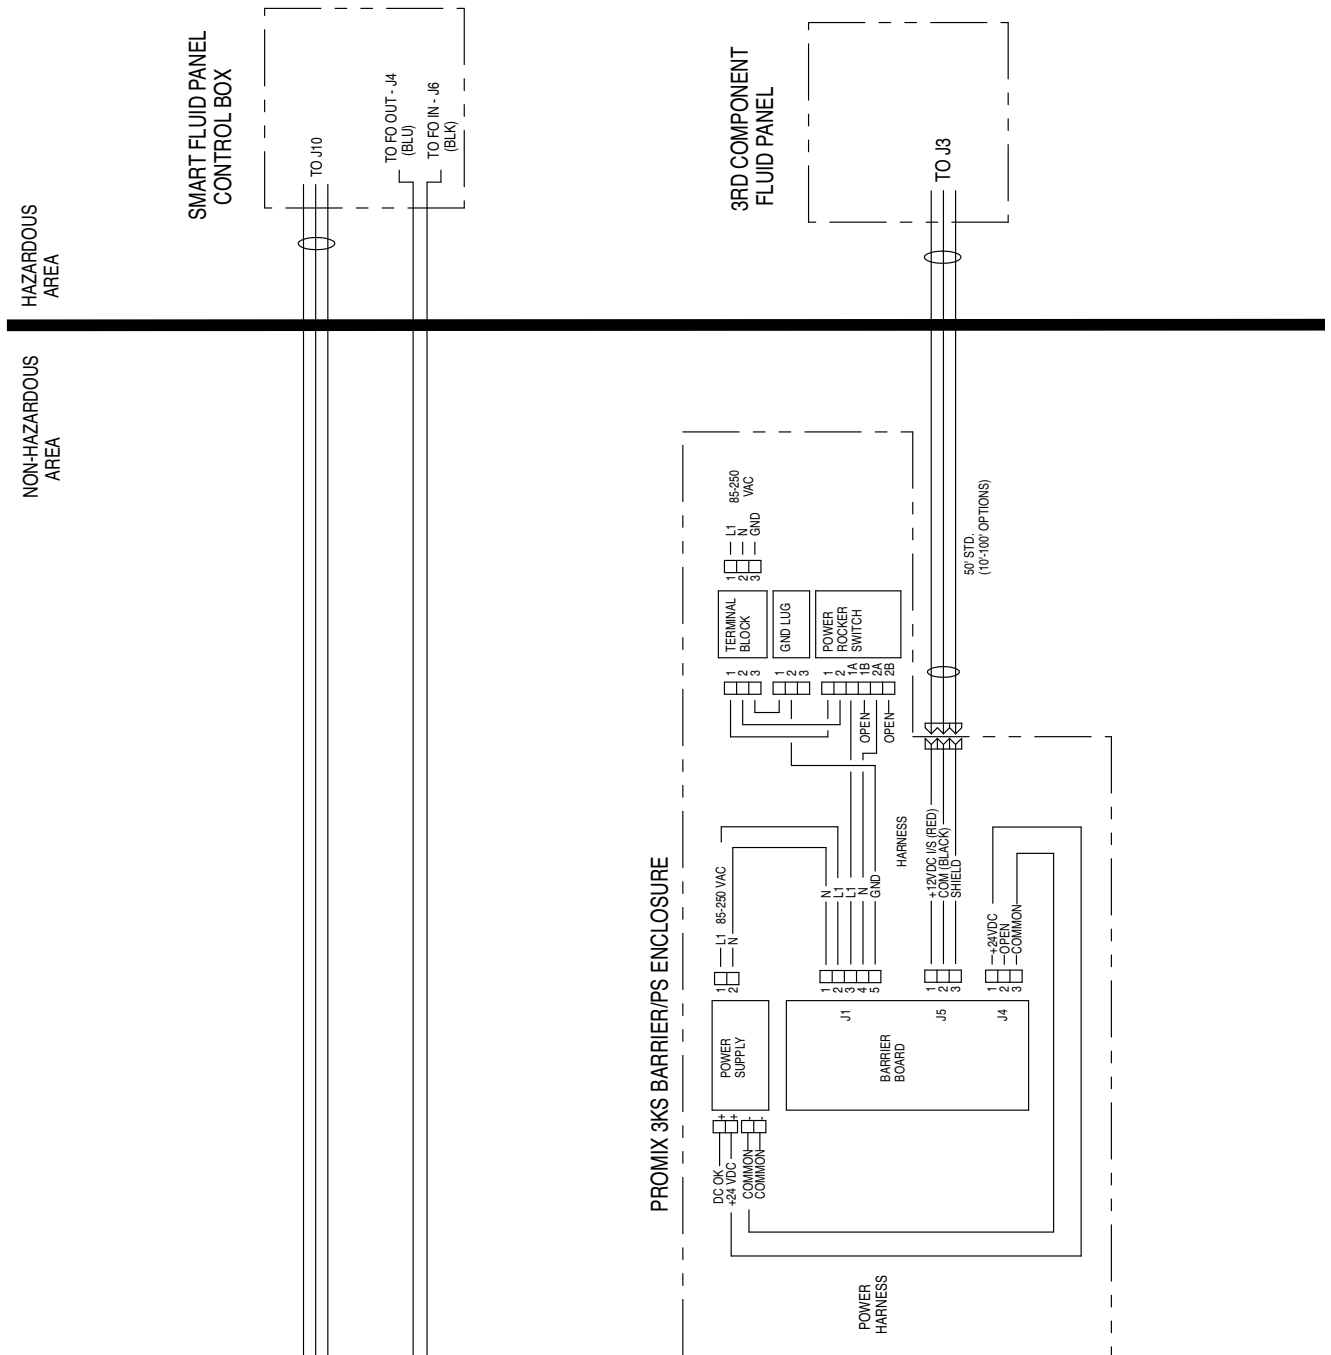 HAZARDOUS
AREA
NON-HAZARDOUS
AREA
SMART FLUID PANEL
CONTROL BOX
TO J10
TO FO OUT - J4
(BLU)
TO FO IN - J6
(BLK)
3RD COMPONENT
FLUID PANEL
TO J3
50' STD.
(10'-100' OPTIONS)
PROMIX 3KS BARRIER/PS ENCLOSURE
85-250
VAC
L1
N
GND
1
2
3
TERMINAL
BLOCK
GND LUG
POWER
ROCKER
SWITCH
1
2
3
1
2
3
1
2
1A
1B
2A
2B
OPEN
OPEN
HARNESS
L1 85-250 VAC
N
1
2
N
L1
L1
N
GND
1
2
3
4
5
+12VDC I/S (RED)
COM (BLACK)
SHIELD
1
2
3
+24VDC
OPEN
COMMON
1
2
3
POWER
SUPPLY
J1
J5
J4
BARRIER
BOARD
+
+
-
-
DC OK
+24 VDC
COMMON
COMMON
POWER
HARNESS